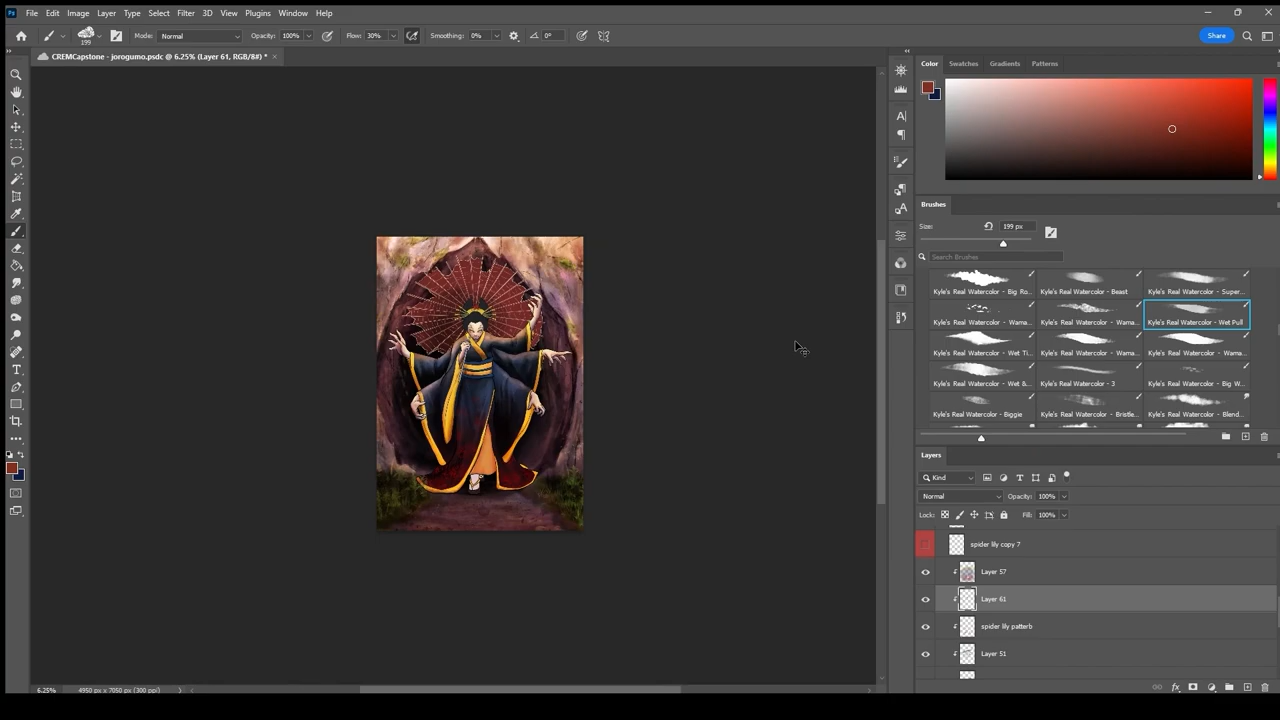 Ps File Edit Image Layer Type Select Filter 3D View Plugins Window Help
199 Mode: Normal Opacity: 100% Flow: 30% Smoothing: 0% 0° Share
CREMCapstone - jorogumo.psdc @ 6.25% (Layer 61, RGB/8#) * ×
Color Swatches Gradients Patterns
Brushes
Size: 199 px
Search Brushes
Kyle's Real Watercolor - Big Ro... Kyle's Real Watercolor - Beast Kyle's Real Watercolor - Super...
Kyle's Real Watercolor - Wama... Kyle's Real Watercolor - Wama... Kyle's Real Watercolor - Wet Pull
Kyle's Real Watercolor - Wet Ti... Kyle's Real Watercolor - Wama... Kyle's Real Watercolor - Wama...
Kyle's Real Watercolor - Wet &... Kyle's Real Watercolor - 3 Kyle's Real Watercolor - Big W...
Kyle's Real Watercolor - Biggie Kyle's Real Watercolor - Bristle... Kyle's Real Watercolor - Blend...
Layers
Kind
Normal Opacity: 100%
Lock: Fill: 100%
spider lily copy 7
Layer 57
Layer 61
spider lily patterb
Layer 51
6.25% 4950 px x 7050 px (300 ppi)